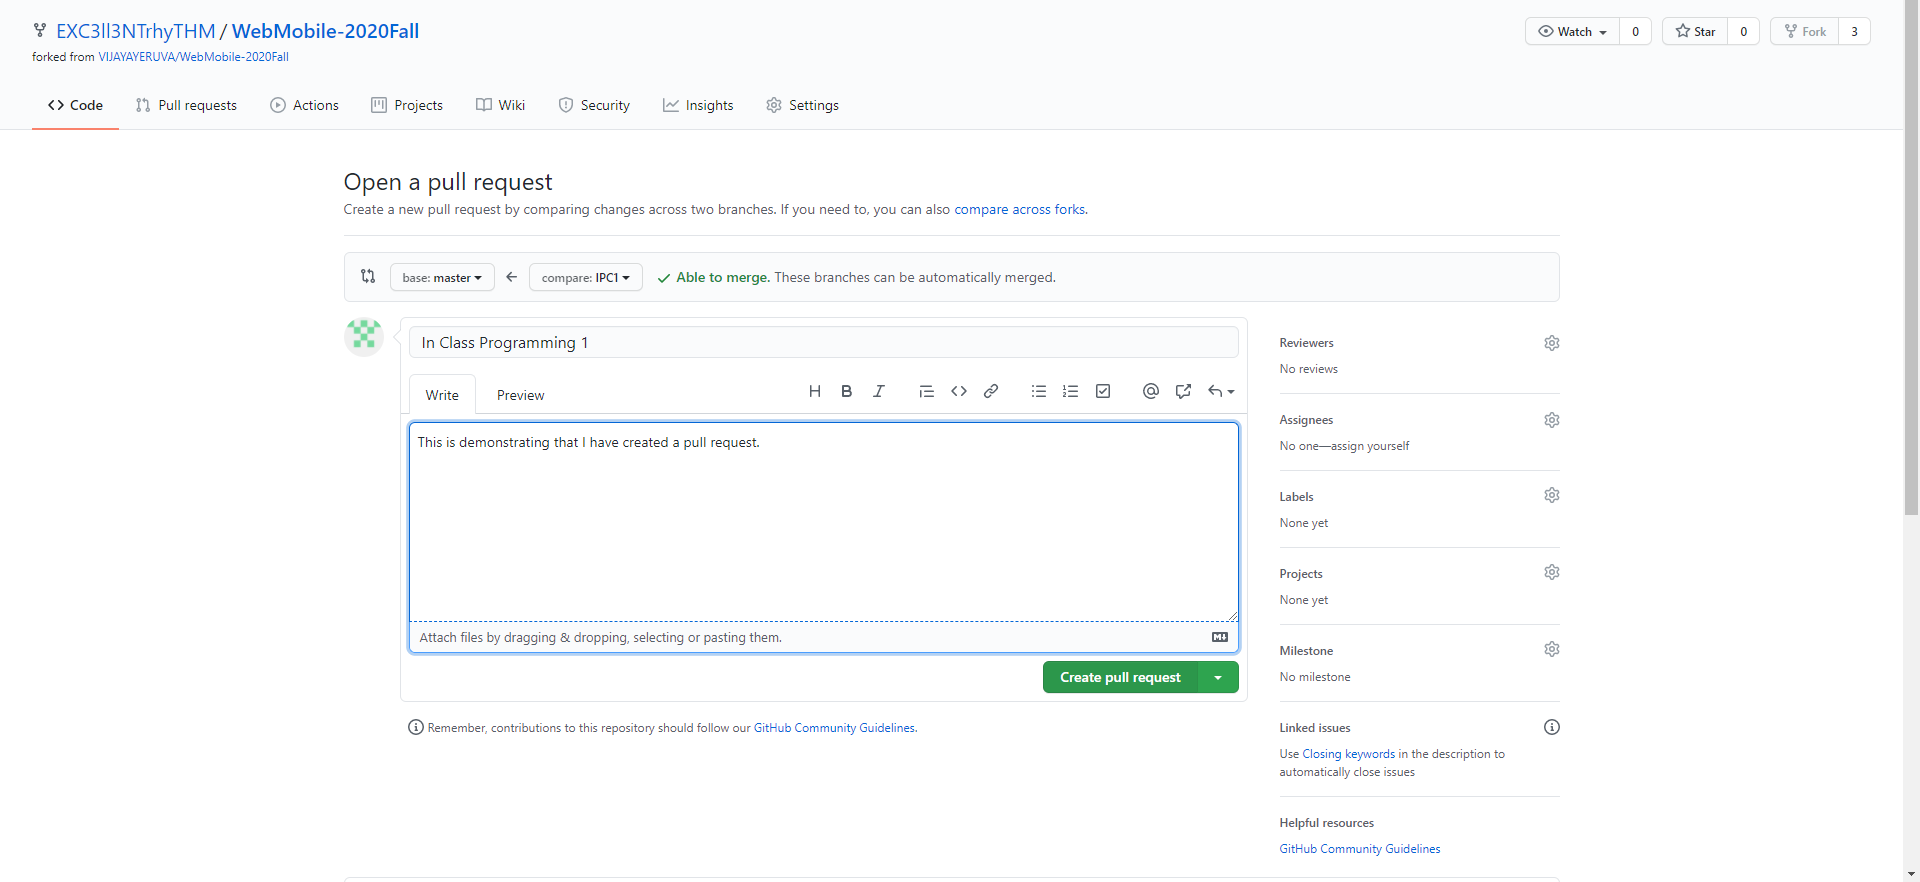 EXC3ll3NTrhyTHM / WebMobile-2020Fall
forked from VIJAYAYERUVA/WebMobile-2020Fall
Watch 0 Star 0 Fork 3
Code Pull requests Actions Projects Wiki Security Insights Settings
Open a pull request
Create a new pull request by comparing changes across two branches. If you need to, you can also compare across forks.
base: master compare: IPC1 Able to merge. These branches can be automatically merged.
In Class Programming 1
Write Preview
This is demonstrating that I have created a pull request.
Attach files by dragging & dropping, selecting or pasting them.
Create pull request
Remember, contributions to this repository should follow our GitHub Community Guidelines.
Reviewers
No reviews
Assignees
No one—assign yourself
Labels
None yet
Projects
None yet
Milestone
No milestone
Linked issues
Use Closing keywords in the description to
automatically close issues
Helpful resources
GitHub Community Guidelines